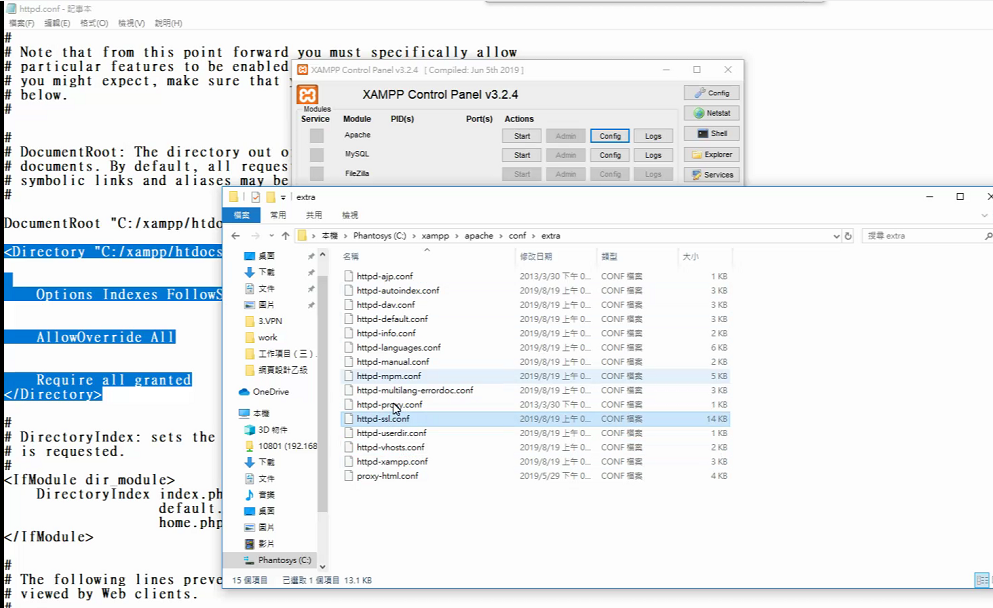 httpd.conf - 記事本
檔案(F) 編輯(E) 格式(O) 檢視(V) 說明(H)
#
# Note that from this point forward you must specifically allow
# particular features to be enabled
# you might expect, make sure that
# below.
#
#
# DocumentRoot: The directory out o
# documents. By default, all reques
# symbolic links and aliases may be
#
DocumentRoot "C:/xampp/htdo
<Directory "C:/xampp/htdocs
Options Indexes FollowS
AllowOverride All
Require all granted
</Directory>
#
# DirectoryIndex: sets the
# is requested.
#
<IfModule dir_module>
DirectoryIndex index.ph
default.
home.php
</IfModule>
#
# The following lines preve
# viewed by Web clients.
#
XAMPP Control Panel v3.2.4 [ Compiled: Jun 5th 2019 ]
XAMPP Control Panel v3.2.4
Config
Netstat
Shell
Explorer
Services
Modules
Service Module PID(s) Port(s) Actions
Apache Start Admin Config Logs
MySQL Start Admin Config Logs
FileZilla Start Admin Config Logs
extra
檔案 常用 共用 檢視
本機 > Phantosys (C:) > xampp > apache > conf > extra
搜尋 extra
桌面
下載
文件
圖片
3.VPN
work
工作項目 (三)
網頁設計乙級
OneDrive
本機
3D 物件
10801 (192.168
下載
文件
音樂
桌面
圖片
影片
Phantosys (C:)
名稱 修改日期 類型 大小
httpd-ajp.conf 2013/3/30 下午 0... CONF 檔案 1 KB
httpd-autoindex.conf 2019/8/19 上午 0... CONF 檔案 3 KB
httpd-dav.conf 2019/8/19 上午 0... CONF 檔案 3 KB
httpd-default.conf 2019/8/19 上午 0... CONF 檔案 3 KB
httpd-info.conf 2019/8/19 上午 0... CONF 檔案 2 KB
httpd-languages.conf 2019/8/19 上午 0... CONF 檔案 6 KB
httpd-manual.conf 2019/8/19 上午 0... CONF 檔案 2 KB
httpd-mpm.conf 2019/8/19 上午 0... CONF 檔案 5 KB
httpd-multilang-errordoc.conf 2019/8/19 上午 0... CONF 檔案 3 KB
httpd-proxy.conf 2013/3/30 下午 0... CONF 檔案 1 KB
httpd-ssl.conf 2019/8/19 上午 0... CONF 檔案 14 KB
httpd-userdir.conf 2019/8/19 上午 0... CONF 檔案 1 KB
httpd-vhosts.conf 2019/8/19 上午 0... CONF 檔案 2 KB
httpd-xampp.conf 2019/8/19 上午 0... CONF 檔案 3 KB
proxy-html.conf 2019/5/29 下午 0... CONF 檔案 4 KB
15 個項目 已選取 1 個項目 13.1 KB